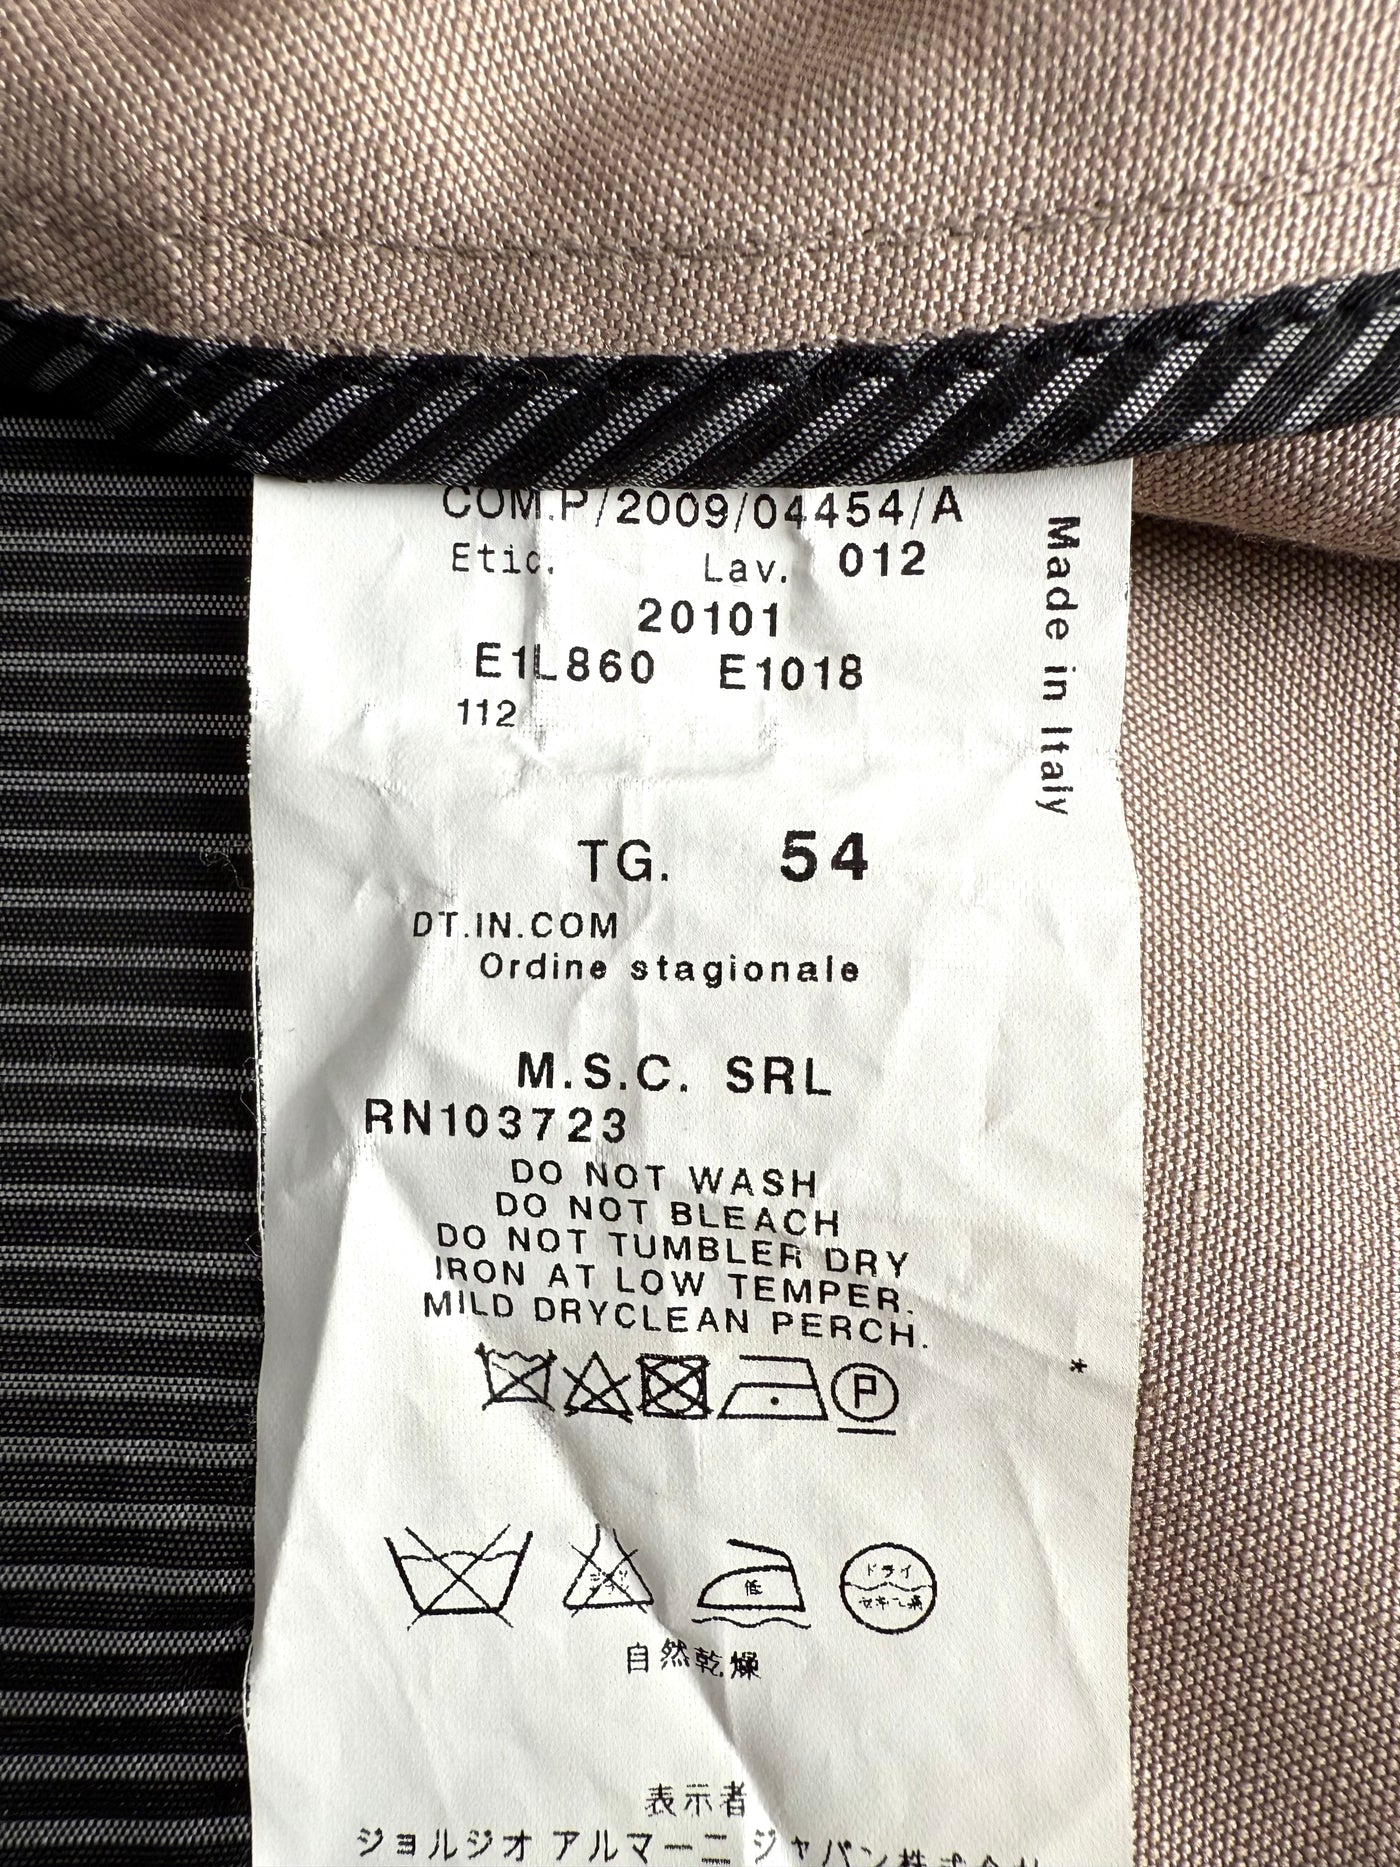 COM.P/2009/04454/A
Etic. Lav. 012
20101
E1L860 E1018
112
Made in Italy
TG. 54
DT.IN.COM
Ordine stagionale
M.S.C. SRL
RN103723
DO NOT WASH
DO NOT BLEACH
DO NOT TUMBLER DRY
IRON AT LOW TEMPER.
MILD DRYCLEAN PERCH.
P
*
低
ドライ
自然乾燥
表示者
ジョルジオ アルマーニ ジャパン株式会社